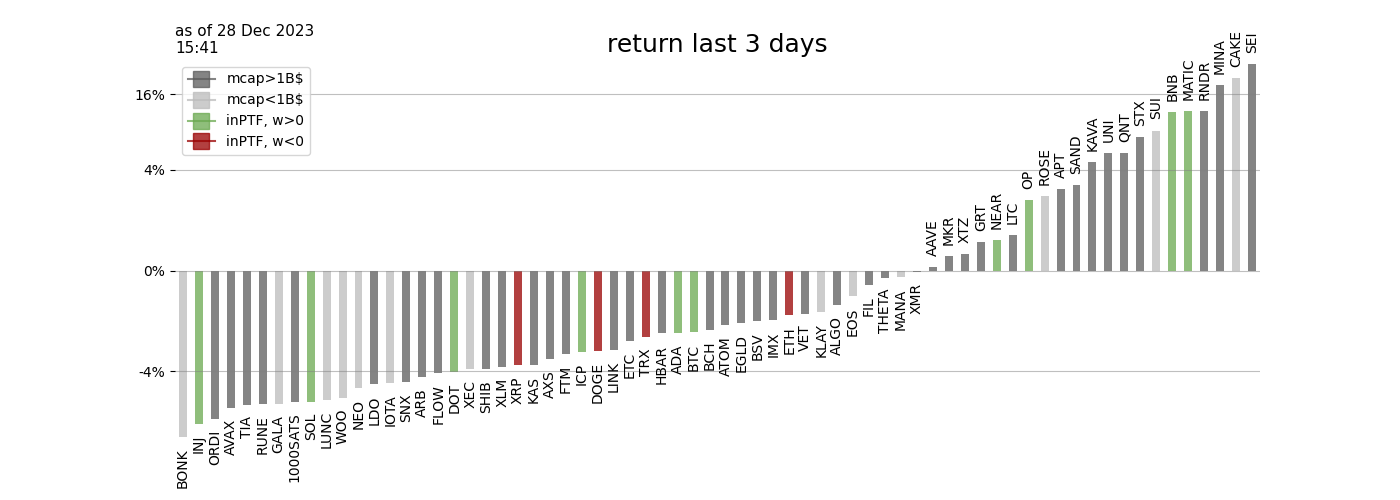 as of 28 Dec 2023
15:41
return last 3 days
mcap>1B$
mcap<1B$
inPTF, w>0
inPTF, w<0
16%
4%
0%
-4%
BONK
INJ
ORDI
AVAX
TIA
RUNE
GALA
1000SATS
SOL
LUNC
WOO
NEO
LDO
IOTA
SNX
ARB
FLOW
DOT
XEC
SHIB
XLM
XRP
KAS
AXS
FTM
ICP
DOGE
LINK
ETC
TRX
HBAR
ADA
BTC
BCH
ATOM
EGLD
BSV
IMX
ETH
VET
KLAY
ALGO
EOS
FIL
THETA
MANA
XMR
AAVE
MKR
XTZ
GRT
NEAR
LTC
OP
ROSE
APT
SAND
KAVA
UNI
QNT
STX
SUI
BNB
MATIC
RNDR
MINA
CAKE
SEI